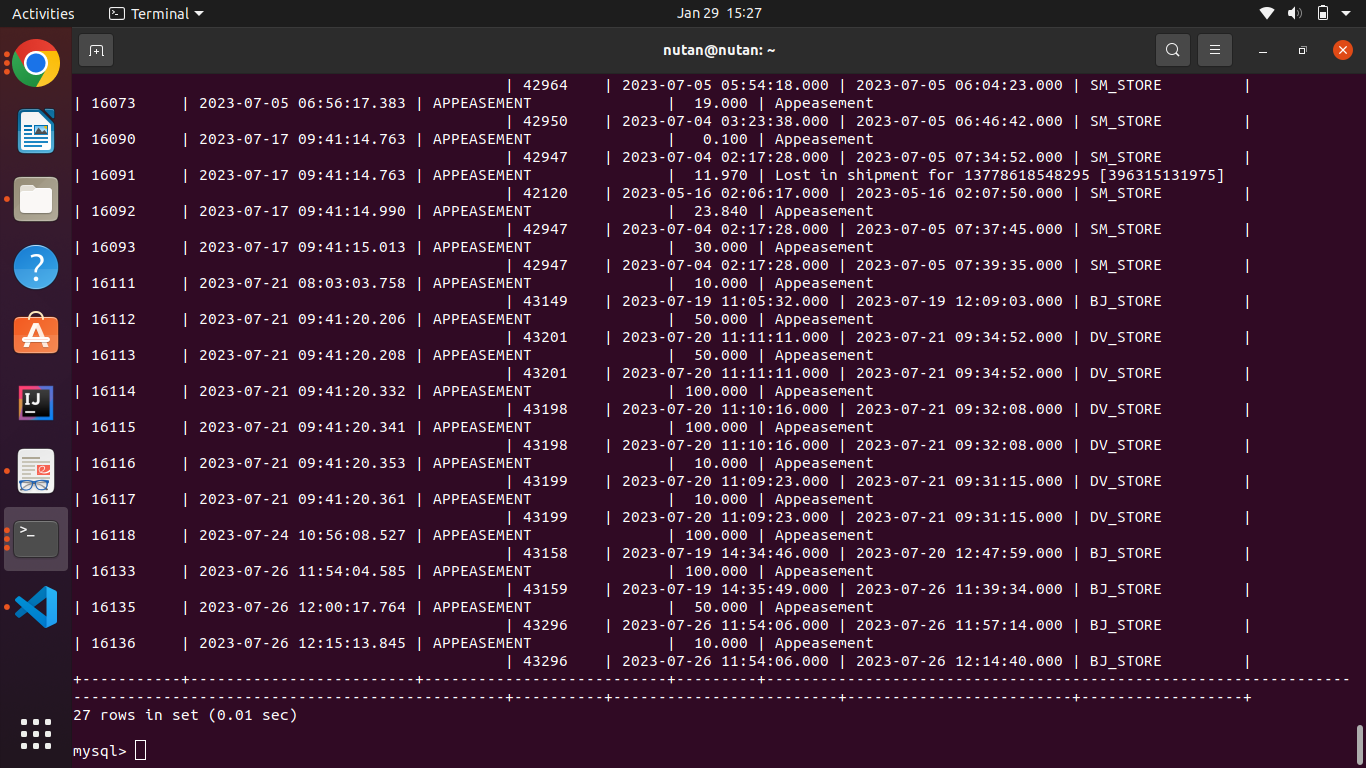 Activities Terminal Jan 29 15:27
nutan@nutan: ~
| 42964 | 2023-07-05 05:54:18.000 | 2023-07-05 06:04:23.000 | SM_STORE |
| 16073 | 2023-07-05 06:56:17.383 | APPEASEMENT | 19.000 | Appeasement
| 42950 | 2023-07-04 03:23:38.000 | 2023-07-05 06:46:42.000 | SM_STORE |
| 16090 | 2023-07-17 09:41:14.763 | APPEASEMENT | 0.100 | Appeasement
| 42947 | 2023-07-04 02:17:28.000 | 2023-07-05 07:34:52.000 | SM_STORE |
| 16091 | 2023-07-17 09:41:14.763 | APPEASEMENT | 11.970 | Lost in shipment for 13778618548295 [396315131975]
| 42120 | 2023-05-16 02:06:17.000 | 2023-05-16 02:07:50.000 | SM_STORE |
| 16092 | 2023-07-17 09:41:14.990 | APPEASEMENT | 23.840 | Appeasement
| 42947 | 2023-07-04 02:17:28.000 | 2023-07-05 07:37:45.000 | SM_STORE |
| 16093 | 2023-07-17 09:41:15.013 | APPEASEMENT | 30.000 | Appeasement
| 42947 | 2023-07-04 02:17:28.000 | 2023-07-05 07:39:35.000 | SM_STORE |
| 16111 | 2023-07-21 08:03:03.758 | APPEASEMENT | 10.000 | Appeasement
| 43149 | 2023-07-19 11:05:32.000 | 2023-07-19 12:09:03.000 | BJ_STORE |
| 16112 | 2023-07-21 09:41:20.206 | APPEASEMENT | 50.000 | Appeasement
| 43201 | 2023-07-20 11:11:11.000 | 2023-07-21 09:34:52.000 | DV_STORE |
| 16113 | 2023-07-21 09:41:20.208 | APPEASEMENT | 50.000 | Appeasement
| 43201 | 2023-07-20 11:11:11.000 | 2023-07-21 09:34:52.000 | DV_STORE |
| 16114 | 2023-07-21 09:41:20.332 | APPEASEMENT | 100.000 | Appeasement
| 43198 | 2023-07-20 11:10:16.000 | 2023-07-21 09:32:08.000 | DV_STORE |
| 16115 | 2023-07-21 09:41:20.341 | APPEASEMENT | 100.000 | Appeasement
| 43198 | 2023-07-20 11:10:16.000 | 2023-07-21 09:32:08.000 | DV_STORE |
| 16116 | 2023-07-21 09:41:20.353 | APPEASEMENT | 10.000 | Appeasement
| 43199 | 2023-07-20 11:09:23.000 | 2023-07-21 09:31:15.000 | DV_STORE |
| 16117 | 2023-07-21 09:41:20.361 | APPEASEMENT | 10.000 | Appeasement
| 43199 | 2023-07-20 11:09:23.000 | 2023-07-21 09:31:15.000 | DV_STORE |
| 16118 | 2023-07-24 10:56:08.527 | APPEASEMENT | 100.000 | Appeasement
| 43158 | 2023-07-19 14:34:46.000 | 2023-07-20 12:47:59.000 | BJ_STORE |
| 16133 | 2023-07-26 11:54:04.585 | APPEASEMENT | 100.000 | Appeasement
| 43159 | 2023-07-19 14:35:49.000 | 2023-07-26 11:39:34.000 | BJ_STORE |
| 16135 | 2023-07-26 12:00:17.764 | APPEASEMENT | 50.000 | Appeasement
| 43296 | 2023-07-26 11:54:06.000 | 2023-07-26 11:57:14.000 | BJ_STORE |
| 16136 | 2023-07-26 12:15:13.845 | APPEASEMENT | 10.000 | Appeasement
| 43296 | 2023-07-26 11:54:06.000 | 2023-07-26 12:14:40.000 | BJ_STORE |
+-----------+-------------------------+---------------------------+---------+-----------------------------------------------------------------
------------------------------------------------+----------+-------------------------+-------------------------+------------------+
27 rows in set (0.01 sec)
mysql>